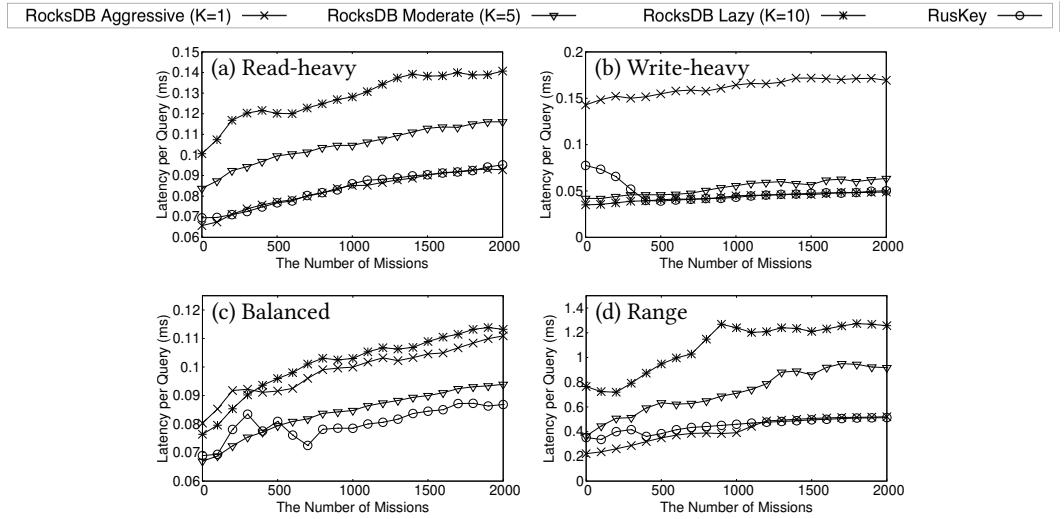 RocksDB Aggressive (K=1) RocksDB Moderate (K=5) RocksDB Lazy (K=10) RusKey
(a) Read-heavy
Latency per Query (ms)
0.15
0.14
0.13
0.12
0.11
0.1
0.09
0.08
0.07
0.06
0 500 1000 1500 2000
The Number of Missions
(b) Write-heavy
Latency per Query (ms)
0.2
0.15
0.1
0.05
0
0 500 1000 1500 2000
The Number of Missions
(c) Balanced
Latency per Query (ms)
0.12
0.11
0.1
0.09
0.08
0.07
0.06
0 500 1000 1500 2000
The Number of Missions
(d) Range
Latency per Query (ms)
1.4
1.2
1
0.8
0.6
0.4
0.2
0
0 500 1000 1500 2000
The Number of Missions